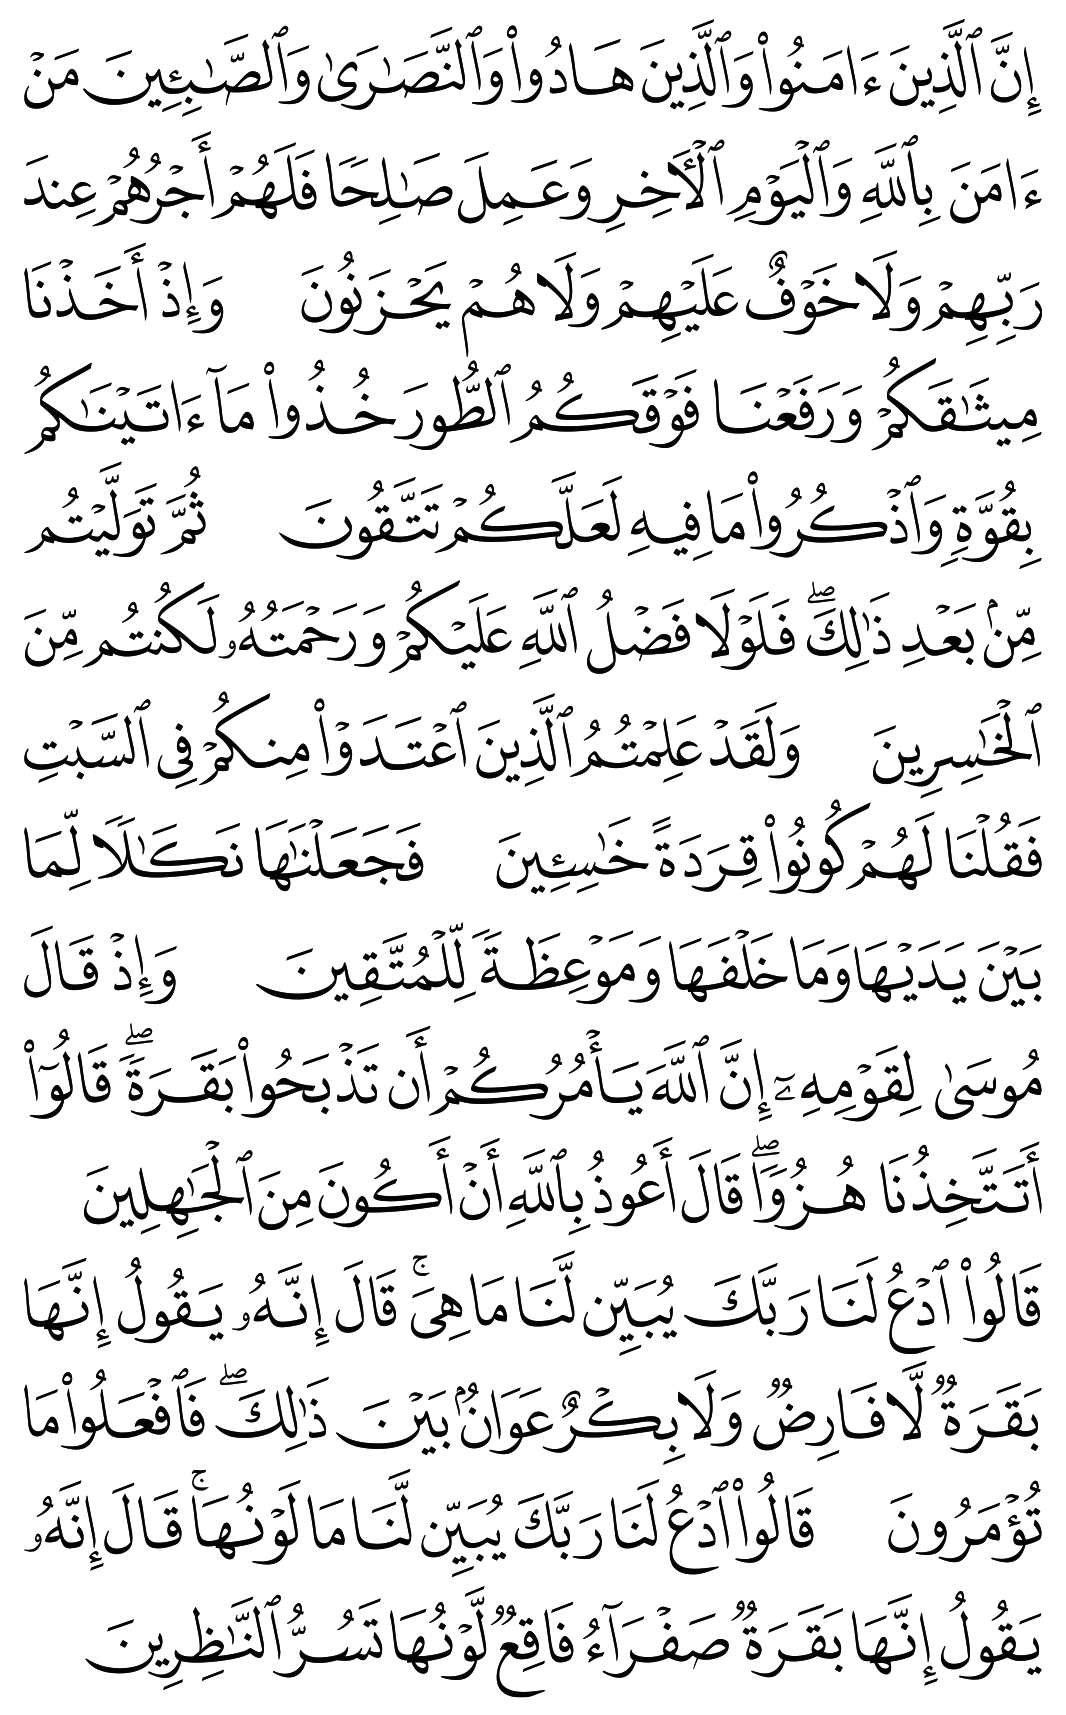 إِنَّ ٱلَّذِينَ ءَامَنُوا۟ وَٱلَّذِينَ هَادُوا۟ وَٱلنَّصَـٰرَىٰ وَٱلصَّـٰبِـِٔينَ مَنْ
ءَامَنَ بِٱللَّهِ وَٱلْيَوْمِ ٱلْـَٔاخِرِ وَعَمِلَ صَـٰلِحًا فَلَهُمْ أَجْرُهُمْ عِندَ
رَبِّهِمْ وَلَا خَوْفٌ عَلَيْهِمْ وَلَا هُمْ يَحْزَنُونَ وَإِذْ أَخَذْنَا
مِيثَـٰقَكُمْ وَرَفَعْنَا فَوْقَكُمُ ٱلطُّورَ خُذُوا۟ مَآ ءَاتَيْنَـٰكُم
بِقُوَّةٍ وَٱذْكُرُوا۟ مَا فِيهِ لَعَلَّكُمْ تَتَّقُونَ ثُمَّ تَوَلَّيْتُم
مِّنۢ بَعْدِ ذَٰلِكَ ۖ فَلَوْلَا فَضْلُ ٱللَّهِ عَلَيْكُمْ وَرَحْمَتُهُۥ لَكُنتُم مِّنَ
ٱلْخَـٰسِرِينَ وَلَقَدْ عَلِمْتُمُ ٱلَّذِينَ ٱعْتَدَوْا۟ مِنكُمْ فِى ٱلسَّبْتِ
فَقُلْنَا لَهُمْ كُونُوا۟ قِرَدَةً خَـٰسِـِٔينَ فَجَعَلْنَـٰهَا نَكَـٰلًا لِّمَا
بَيْنَ يَدَيْهَا وَمَا خَلْفَهَا وَمَوْعِظَةً لِّلْمُتَّقِينَ وَإِذْ قَالَ
مُوسَىٰ لِقَوْمِهِۦٓ إِنَّ ٱللَّهَ يَأْمُرُكُمْ أَن تَذْبَحُوا۟ بَقَرَةً ۖ قَالُوٓا۟
أَتَتَّخِذُنَا هُزُوًا ۖ قَالَ أَعُوذُ بِٱللَّهِ أَنْ أَكُونَ مِنَ ٱلْجَـٰهِلِينَ
قَالُوا۟ ٱدْعُ لَنَا رَبَّكَ يُبَيِّن لَّنَا مَا هِىَ ۚ قَالَ إِنَّهُۥ يَقُولُ إِنَّهَا
بَقَرَةٌ لَّا فَارِضٌ وَلَا بِكْرٌ عَوَانٌۢ بَيْنَ ذَٰلِكَ ۖ فَٱفْعَلُوا۟ مَا
تُؤْمَرُونَ قَالُوا۟ ٱدْعُ لَنَا رَبَّكَ يُبَيِّن لَّنَا مَا لَوْنُهَا ۚ قَالَ إِنَّهُۥ
يَقُولُ إِنَّهَا بَقَرَةٌ صَفْرَآءُ فَاقِعٌ لَّوْنُهَا تَسُرُّ ٱلنَّـٰظِرِينَ